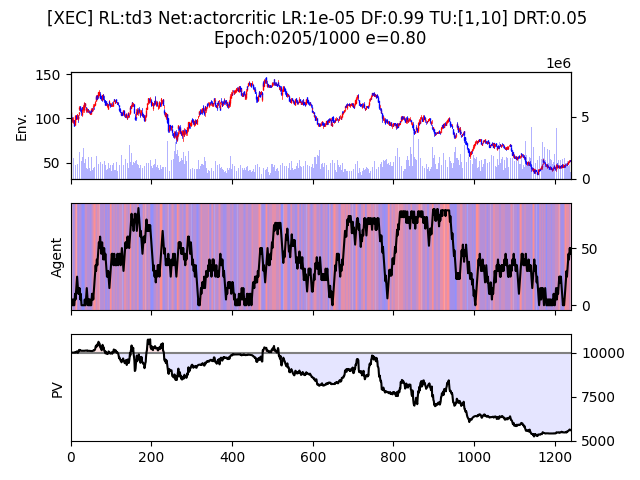 [XEC] RL:td3 Net:actorcritic LR:1e-05 DF:0.99 TU:[1,10] DRT:0.05
Epoch:0205/1000 e=0.80
1e6
150
100
50
Env.
5
0
Agent
50
0
PV
10000
7500
5000
0
200
400
600
800
1000
1200